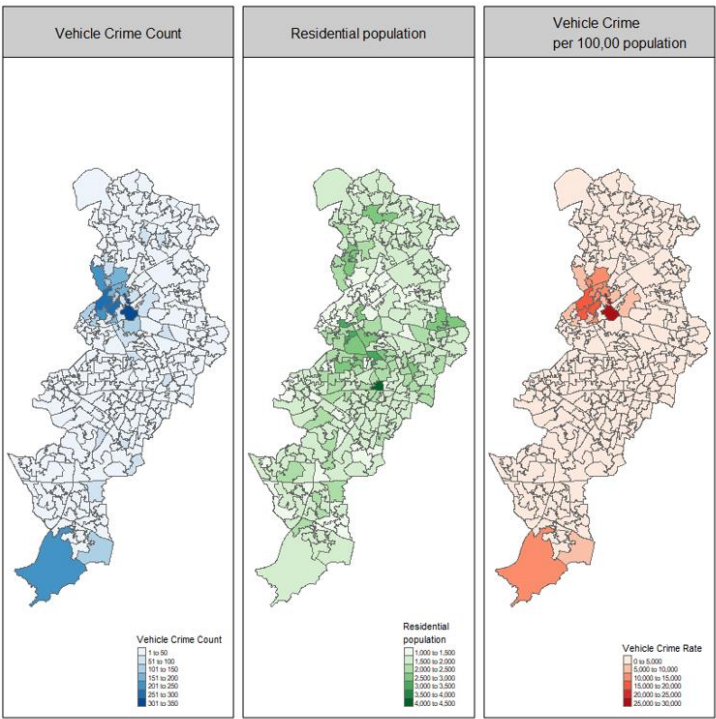 Vehicle Crime Count
Residential population
Vehicle Crime
per 100,00 population
Vehicle Crime Count
1 to 50
51 to 100
101 to 150
151 to 200
201 to 250
251 to 300
301 to 350
Residential
population
1,000 to 1,500
1,500 to 2,000
2,000 to 2,500
2,500 to 3,000
3,000 to 3,500
3,500 to 4,000
4,000 to 4,500
Vehicle Crime Rate
0 to 5,000
5,000 to 10,000
10,000 to 15,000
15,000 to 20,000
20,000 to 25,000
25,000 to 30,000